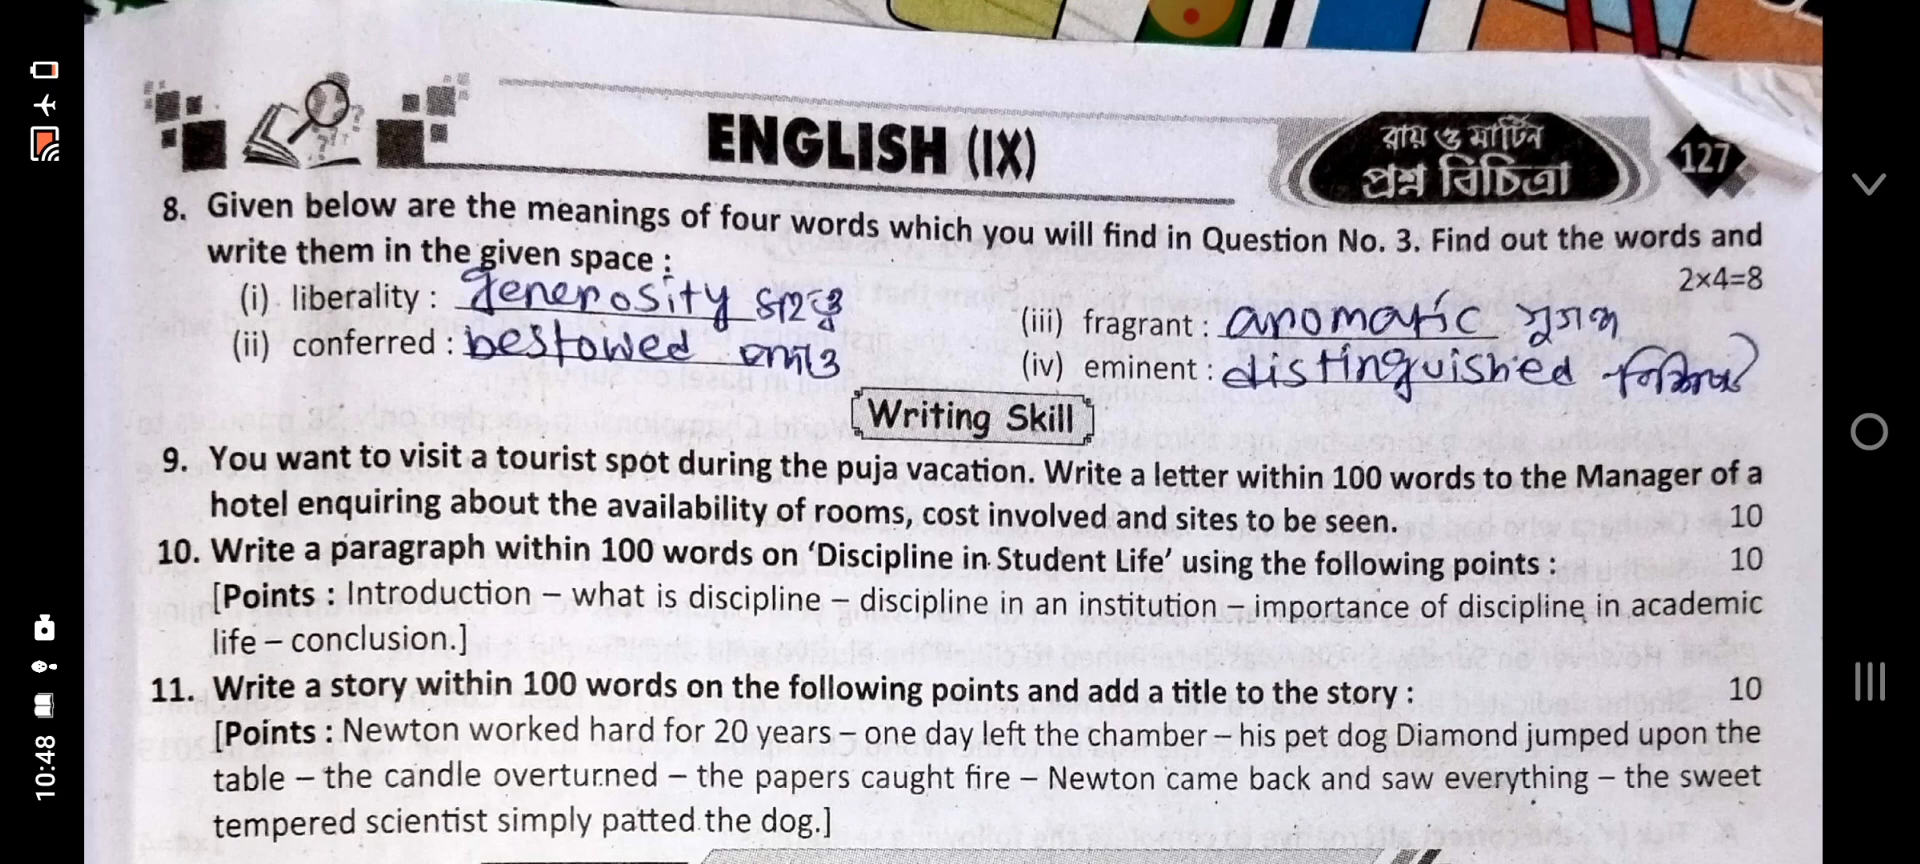 ENGLISH (IX)
রায় ও মার্টিন
প্রশ্ন বিচিত্রা
127
8. Given below are the meanings of four words which you will find in Question No. 3. Find out the words and
write them in the given space :
2×4=8
(i) liberality : generosity
(ii) conferred : bestowed
(iii) fragrant : aromatic
(iv) eminent : distinguished
Writing Skill
9. You want to visit a tourist spot during the puja vacation. Write a letter within 100 words to the Manager of a
hotel enquiring about the availability of rooms, cost involved and sites to be seen. 10
10. Write a paragraph within 100 words on ‘Discipline in Student Life’ using the following points : 10
[Points : Introduction – what is discipline – discipline in an institution – importance of discipline in academic
life – conclusion.]
11. Write a story within 100 words on the following points and add a title to the story : 10
[Points : Newton worked hard for 20 years – one day left the chamber – his pet dog Diamond jumped upon the
table – the candle overturned – the papers caught fire – Newton came back and saw everything – the sweet
tempered scientist simply patted the dog.]
10:48